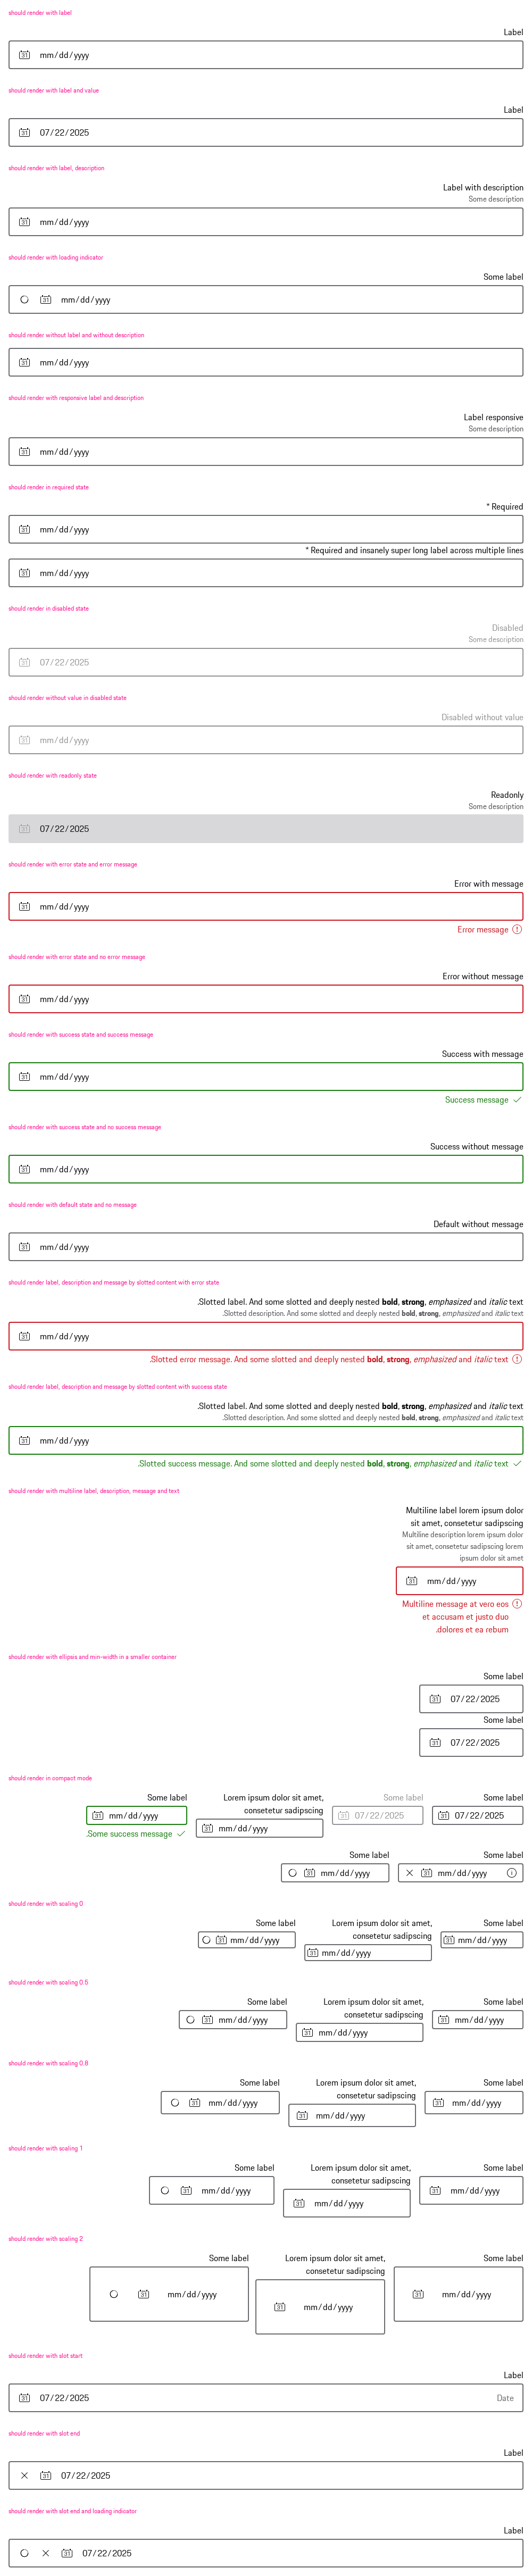 should render with label
Label
mm/dd/yyyy
should render with label and value
Label
07/22/2025
should render with label, description
Label with description
Some description
mm/dd/yyyy
should render with loading indicator
Some label
mm/dd/yyyy
should render without label and without description
mm/dd/yyyy
should render with responsive label and description
Label responsive
Some description
mm/dd/yyyy
should render in required state
* Required
mm/dd/yyyy
* Required and insanely super long label across multiple lines
mm/dd/yyyy
should render in disabled state
Disabled
Some description
07/22/2025
should render without value in disabled state
Disabled without value
mm/dd/yyyy
should render with readonly state
Readonly
Some description
07/22/2025
should render with error state and error message
Error with message
mm/dd/yyyy
Error message
should render with error state and no error message
Error without message
mm/dd/yyyy
should render with success state and success message
Success with message
mm/dd/yyyy
Success message
should render with success state and no success message
Success without message
mm/dd/yyyy
should render with default state and no message
Default without message
mm/dd/yyyy
should render label, description and message by slotted content with error state
.Slotted label. And some slotted and deeply nested bold, strong, emphasized and italic text
.Slotted description. And some slotted and deeply nested bold, strong, emphasized and italic text
mm/dd/yyyy
.Slotted error message. And some slotted and deeply nested bold, strong, emphasized and italic text
should render label, description and message by slotted content with success state
.Slotted label. And some slotted and deeply nested bold, strong, emphasized and italic text
.Slotted description. And some slotted and deeply nested bold, strong, emphasized and italic text
mm/dd/yyyy
.Slotted success message. And some slotted and deeply nested bold, strong, emphasized and italic text
should render with multiline label, description, message and text
Multiline label lorem ipsum dolor
sit amet, consetetur sadipscing
Multiline description lorem ipsum dolor
sit amet, consetetur sadipscing lorem
ipsum dolor sit amet
mm/dd/yyyy
Multiline message at vero eos
et accusam et justo duo
.dolores et ea rebum
should render with ellipsis and min-width in a smaller container
Some label
07/22/2025
Some label
07/22/2025
should render in compact mode
Some label
mm/dd/yyyy
.Some success message
Lorem ipsum dolor sit amet,
consetetur sadipscing
mm/dd/yyyy
Some label
07/22/2025
Some label
07/22/2025
Some label
mm/dd/yyyy
Some label
mm/dd/yyyy
should render with scaling 0
Some label
mm/dd/yyyy
Lorem ipsum dolor sit amet,
consetetur sadipscing
mm/dd/yyyy
Some label
mm/dd/yyyy
should render with scaling 0.5
Some label
mm/dd/yyyy
Lorem ipsum dolor sit amet,
consetetur sadipscing
mm/dd/yyyy
Some label
mm/dd/yyyy
should render with scaling 0.8
Some label
mm/dd/yyyy
Lorem ipsum dolor sit amet,
consetetur sadipscing
mm/dd/yyyy
Some label
mm/dd/yyyy
should render with scaling 1
Some label
mm/dd/yyyy
Lorem ipsum dolor sit amet,
consetetur sadipscing
mm/dd/yyyy
Some label
mm/dd/yyyy
should render with scaling 2
Some label
mm/dd/yyyy
Lorem ipsum dolor sit amet,
consetetur sadipscing
mm/dd/yyyy
Some label
mm/dd/yyyy
should render with slot start
Label
07/22/2025
Date
should render with slot end
Label
07/22/2025
should render with slot end and loading indicator
Label
07/22/2025